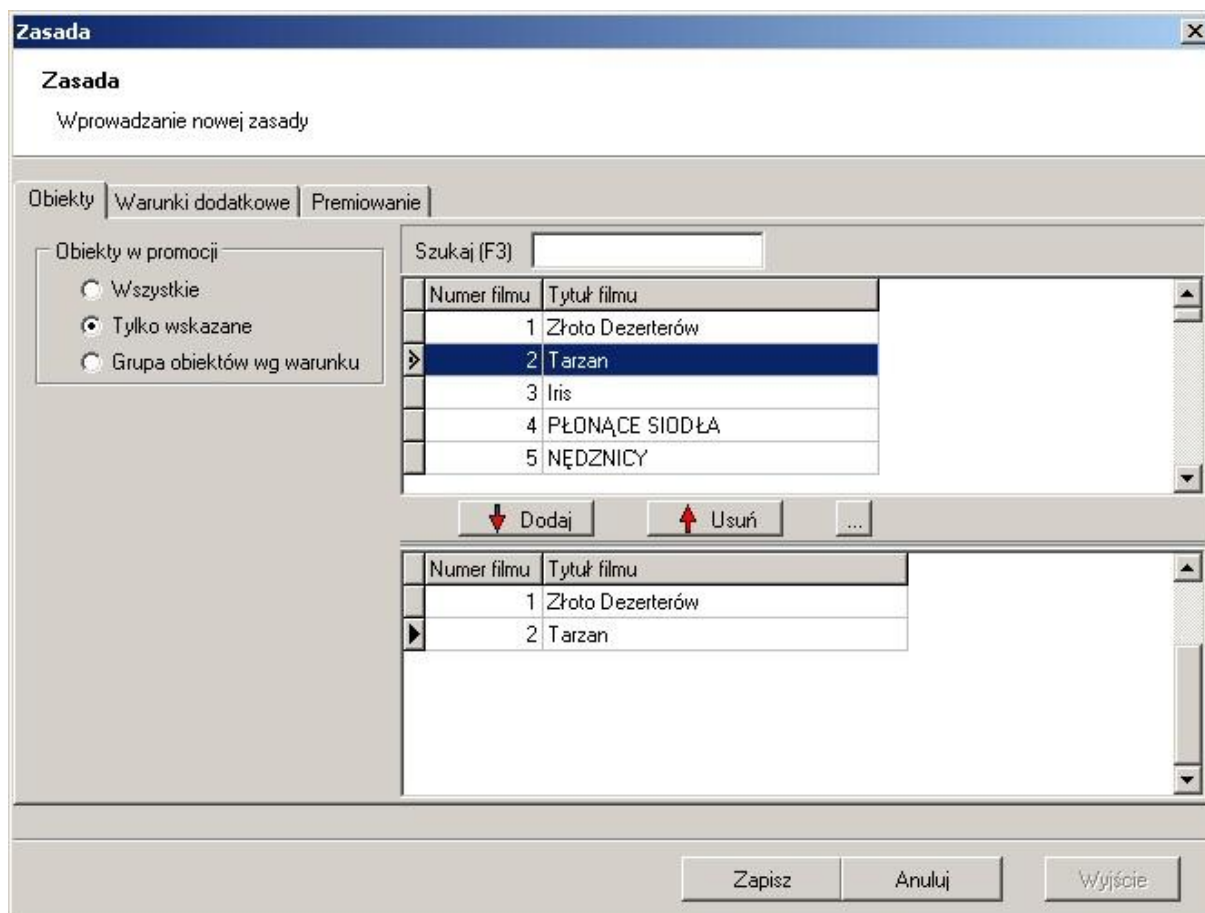 Zasada
Zasada
Wprowadzanie nowej zasady
Obiekty Warunki dodatkowe Premiowanie
Obiekty w promocji
Wszystkie
Tylko wskazane
Grupa obiektów wg warunku
Szukaj (F3)
Numer filmu Tytuł filmu
1 Złoto Dezerterów
2 Tarzan
3 Iris
4 PŁONĄCE SIODŁA
5 NĘDZNICY
Dodaj Usuń ...
Numer filmu Tytuł filmu
1 Złoto Dezerterów
2 Tarzan
Zapisz Anuluj Wyjście